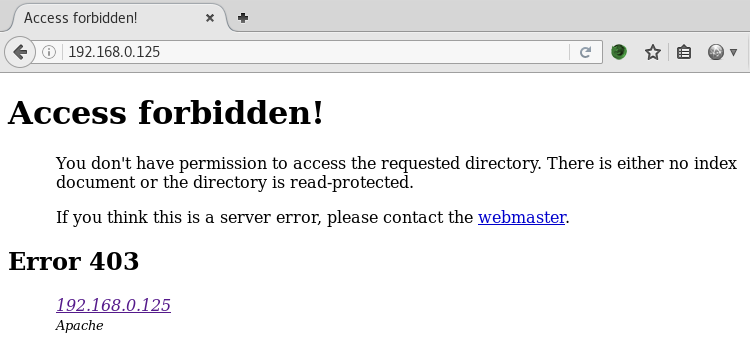 Access forbidden!
192.168.0.125
Access forbidden!
You don't have permission to access the requested directory. There is either no index
document or the directory is read-protected.
If you think this is a server error, please contact the webmaster.
Error 403
192.168.0.125
Apache